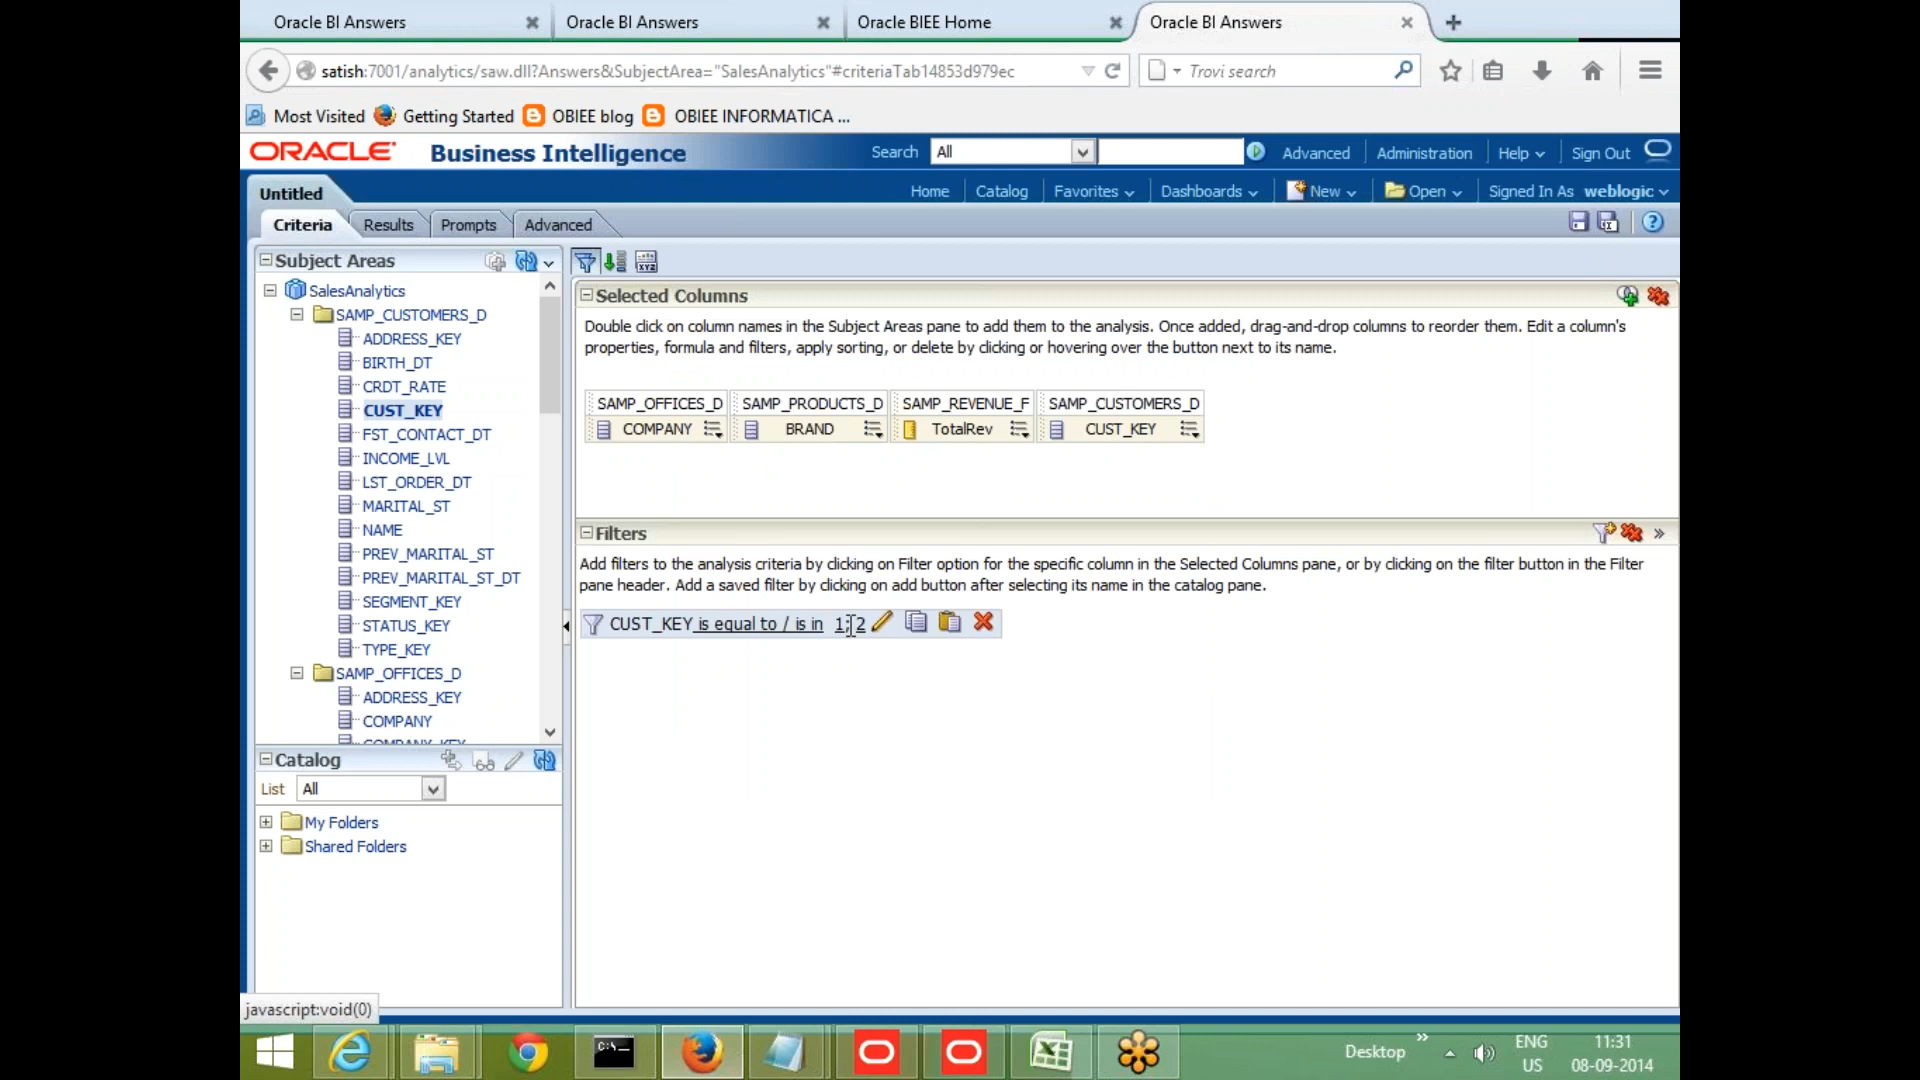 Oracle BI Answers
Oracle BI Answers
Oracle BIEE Home
Oracle BI Answers
satish:7001/analytics/saw.dll?Answers&SubjectArea="SalesAnalytics"#criteriaTab14853d979ec
Trovi search
Most Visited
Getting Started
OBIEE blog
OBIEE INFORMATICA ...
ORACLE Business Intelligence
Search
All
Advanced
Administration
Help
Sign Out
Untitled
Home
Catalog
Favorites
Dashboards
New
Open
Signed In As weblogic
Criteria
Results
Prompts
Advanced
Subject Areas
SalesAnalytics
SAMP_CUSTOMERS_D
ADDRESS_KEY
BIRTH_DT
CRDT_RATE
CUST_KEY
FST_CONTACT_DT
INCOME_LVL
LST_ORDER_DT
MARITAL_ST
NAME
PREV_MARITAL_ST
PREV_MARITAL_ST_DT
SEGMENT_KEY
STATUS_KEY
TYPE_KEY
SAMP_OFFICES_D
ADDRESS_KEY
COMPANY
COMPANY_KEY
Catalog
List
All
My Folders
Shared Folders
javascript:void(0)
XYZ
Selected Columns
Double click on column names in the Subject Areas pane to add them to the analysis. Once added, drag-and-drop columns to reorder them. Edit a column's
properties, formula and filters, apply sorting, or delete by clicking or hovering over the button next to its name.
SAMP_OFFICES_D
SAMP_PRODUCTS_D
SAMP_REVENUE_F
SAMP_CUSTOMERS_D
COMPANY
BRAND
TotalRev
CUST_KEY
Filters
Add filters to the analysis criteria by clicking on Filter option for the specific column in the Selected Columns pane, or by clicking on the filter button in the Filter
pane header. Add a saved filter by clicking on add button after selecting its name in the catalog pane.
CUST_KEY is equal to / is in 1; 2
C:\
Desktop
ENG
US
11:31
08-09-2014